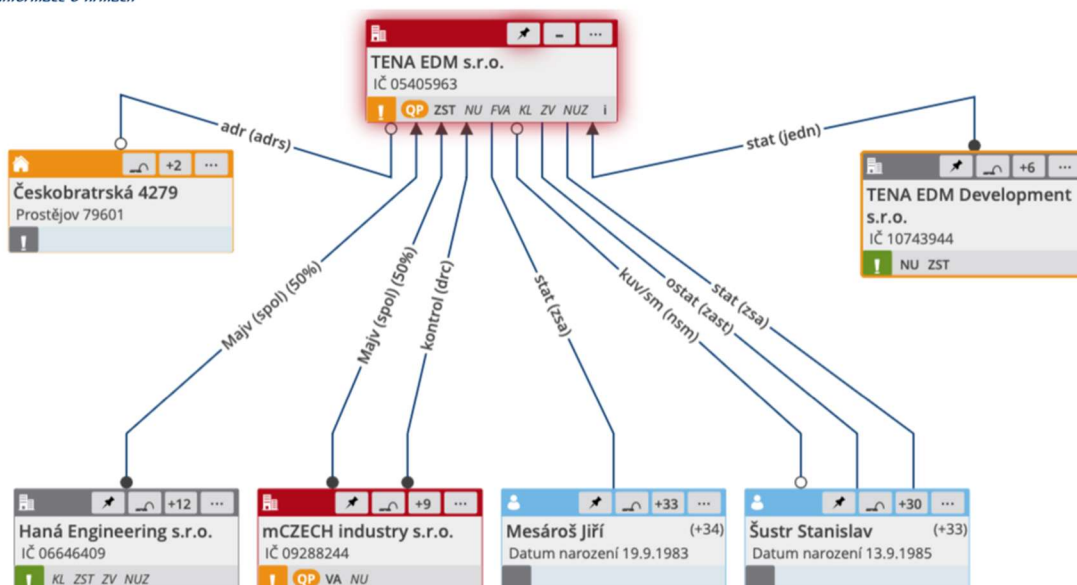 TENA EDM s.r.o.
IČ 05405963
! QP ZST NU FVA KL ZV NUZ i
adr (adrs)
stat (jedn)
+2
Českobratrská 4279
Prostějov 79601
!
+6
TENA EDM Development
s.r.o.
IČ 10743944
! NU ZST
Majv (spol) (50%)
Majv (spol) (50%)
kontrol (drc)
stat (zsa)
kuv/sm (nsm)
ostat (zast)
stat (zsa)
+12
Haná Engineering s.r.o.
IČ 06646409
! KL ZST ZV NUZ
+9
mCZECH industry s.r.o.
IČ 09288244
! QP VA NU
+33
Mesároš Jiří (+34)
Datum narození 19.9.1983
+30
Šustr Stanislav (+33)
Datum narození 13.9.1985